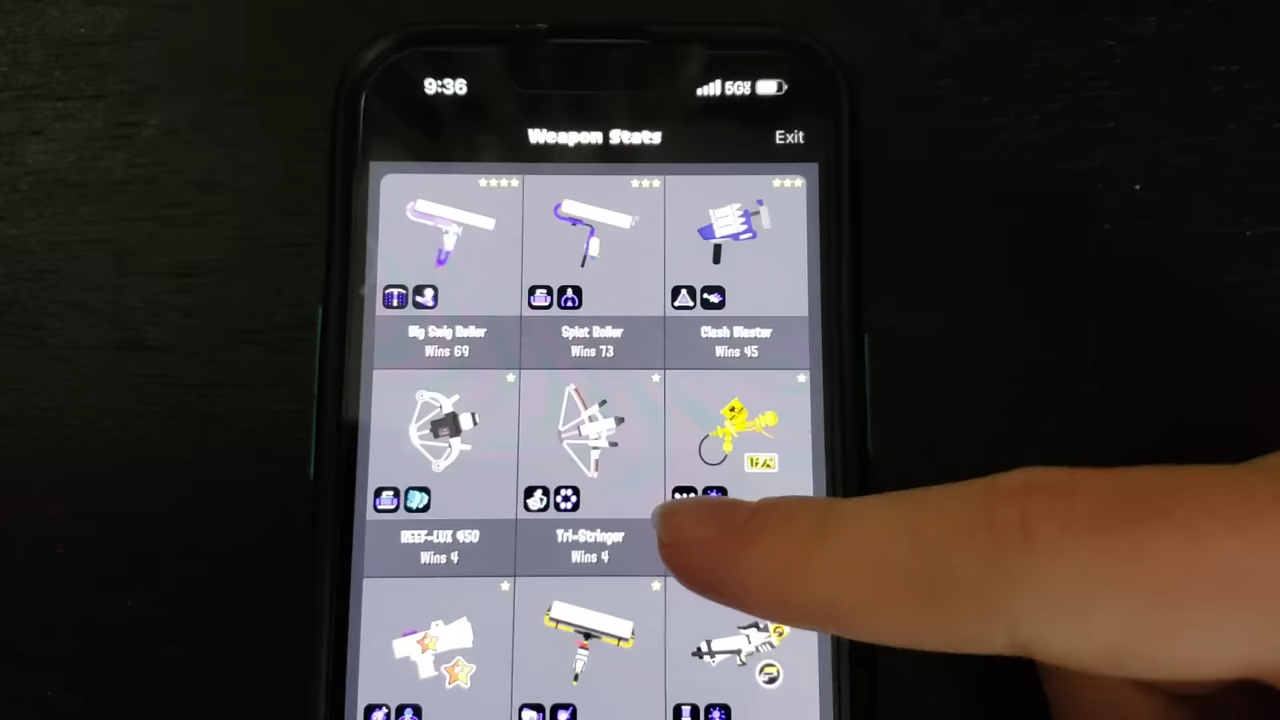 9:36
5G
Weapon Stats
Exit
Big Swig Roller
Wins 69
Splat Roller
Wins 73
Clash Blaster
Wins 45
REEF-LUX 450
Wins 4
Tri-Stringer
Wins 4